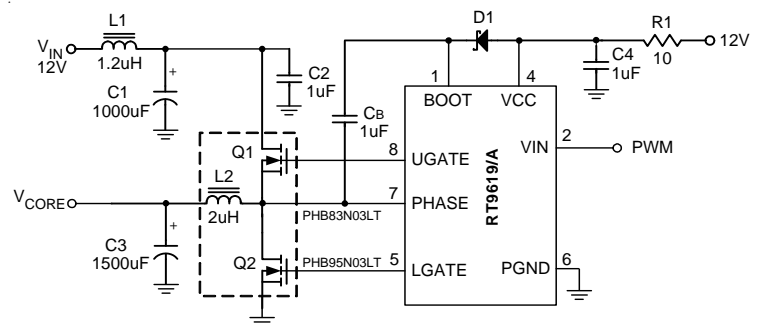 L1
D1
R1
VIN
12V
1.2uH
12V
C2
1uF
C4
1uF
10
C1
1000uF
1
4
BOOT
VCC
CB
1uF
Q1
8
UGATE
VIN
2
PWM
L2
VCORE
7
PHASE
RT9619/A
2uH
PHB83N03LT
C3
1500uF
Q2
PHB95N03LT
5
LGATE
PGND
6